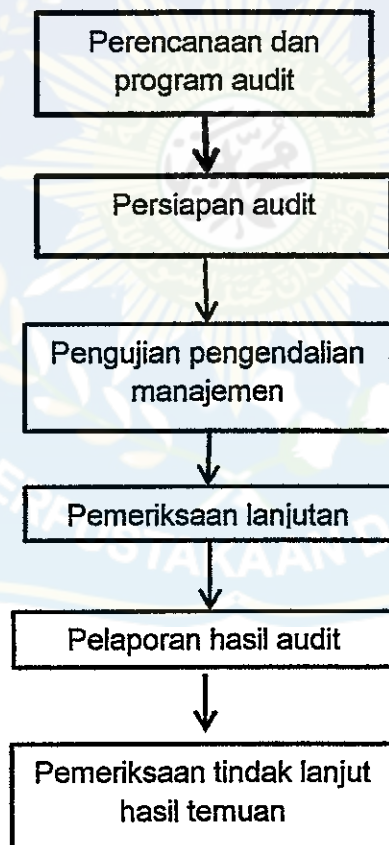 Perencanaan dan
program audit
Persiapan audit
Pengujian pengendalian
manajemen
Pemeriksaan lanjutan
PERPUSTAKAAN D
Pelaporan hasil audit
Pemeriksaan tindak lanjut
hasil temuan